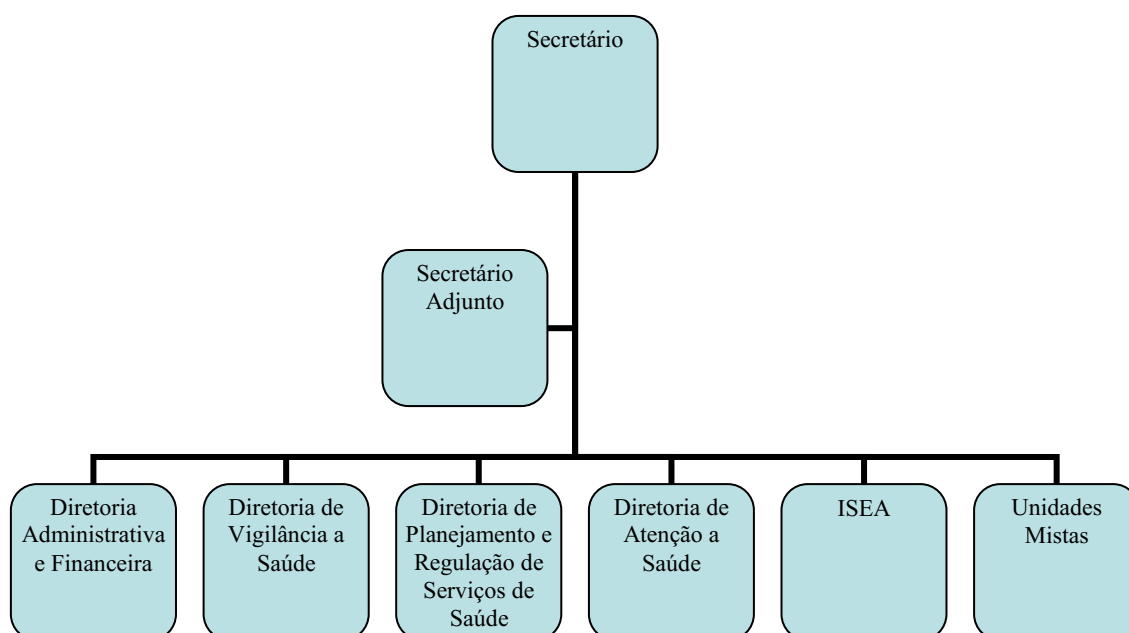 Secretário
Secretário
Adjunto
Diretoria
Administrativa
e Financeira
Diretoria de
Vigilância a
Saúde
Diretoria de
Planejamento e
Regulação de
Serviços de
Saúde
Diretoria de
Atenção a
Saúde
ISEA
Unidades
Mistas